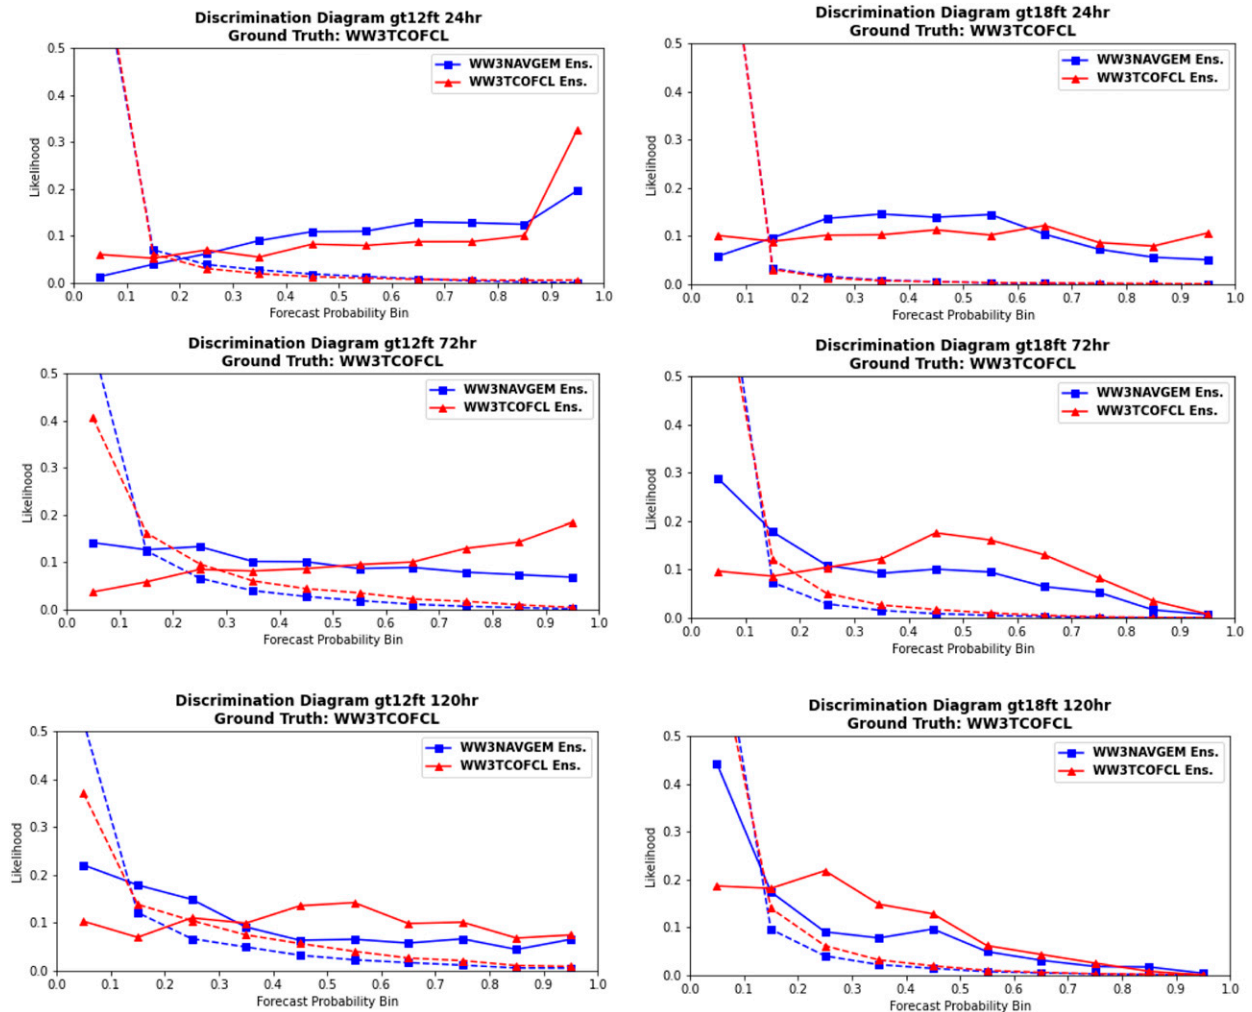 Discrimination Diagram gt12ft 24hr
Ground Truth: WW3TCOFCL
0.5
0.4
0.3
0.2
0.1
0.0
Likelihood
WW3NAVGEM Ens.
WW3TCOFCL Ens.
0.0 0.1 0.2 0.3 0.4 0.5 0.6 0.7 0.8 0.9 1.0
Forecast Probability Bin
Discrimination Diagram gt18ft 24hr
Ground Truth: WW3TCOFCL
0.5
0.4
0.3
0.2
0.1
0.0
Likelihood
WW3NAVGEM Ens.
WW3TCOFCL Ens.
0.0 0.1 0.2 0.3 0.4 0.5 0.6 0.7 0.8 0.9 1.0
Forecast Probability Bin
Discrimination Diagram gt12ft 72hr
Ground Truth: WW3TCOFCL
0.5
0.4
0.3
0.2
0.1
0.0
Likelihood
WW3NAVGEM Ens.
WW3TCOFCL Ens.
0.0 0.1 0.2 0.3 0.4 0.5 0.6 0.7 0.8 0.9 1.0
Forecast Probability Bin
Discrimination Diagram gt18ft 72hr
Ground Truth: WW3TCOFCL
0.5
0.4
0.3
0.2
0.1
0.0
Likelihood
WW3NAVGEM Ens.
WW3TCOFCL Ens.
0.0 0.1 0.2 0.3 0.4 0.5 0.6 0.7 0.8 0.9 1.0
Forecast Probability Bin
Discrimination Diagram gt12ft 120hr
Ground Truth: WW3TCOFCL
0.5
0.4
0.3
0.2
0.1
0.0
Likelihood
WW3NAVGEM Ens.
WW3TCOFCL Ens.
0.0 0.1 0.2 0.3 0.4 0.5 0.6 0.7 0.8 0.9 1.0
Forecast Probability Bin
Discrimination Diagram gt18ft 120hr
Ground Truth: WW3TCOFCL
0.5
0.4
0.3
0.2
0.1
0.0
Likelihood
WW3NAVGEM Ens.
WW3TCOFCL Ens.
0.0 0.1 0.2 0.3 0.4 0.5 0.6 0.7 0.8 0.9 1.0
Forecast Probability Bin